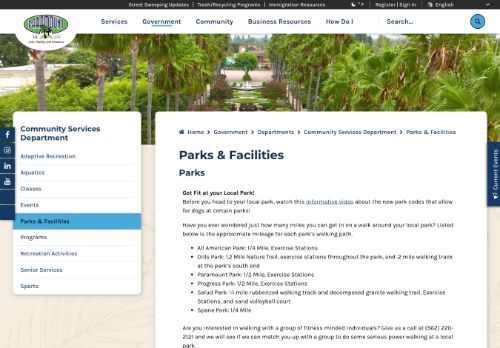 Street Sweeping Updates | Trash/Recycling Programs | Immigration Resources
°F | Register | Sign In
English
PARAMOUNT
Services
Government
Community
Business Resources
How Do I
Search...
Community Services Department
Adaptive Recreation
Aquatics
Classes
Events
Parks & Facilities
Programs
Recreation Activities
Senior Services
Sports
Home > Government > Departments > Community Services Department > Parks & Facilities
Parks & Facilities
Parks
Get Fit at your Local Park!
Before you head to your local park, watch this informative video about the new park codes that allow
for dogs at certain parks!
Have you ever wondered just how many miles you can get in on a walk around your local park? Listed
below is the approximate mileage for each park's walking path.
• All American Park: 1/4 Mile, Exercise Stations
• Dills Park: 1.2 Mile Nature Trail, exercise stations throughout the park, and .2 mile walking track
at the park's south end
• Paramount Park: 1/2 Mile, Exercise Stations
• Progress Park: 1/2 Mile, Exercise Stations
• Salud Park: ¼ mile rubberized walking track and decomposed granite walking trail, Exercise
Stations, and sand volleyball court
• Spane Park: 1/4 Mile
Are you interested in walking with a group of fitness minded individuals? Give us a call at (562) 220-
2121 and we will see if we can match you up with a group to do some serious power walking at a local
park.
Current Events